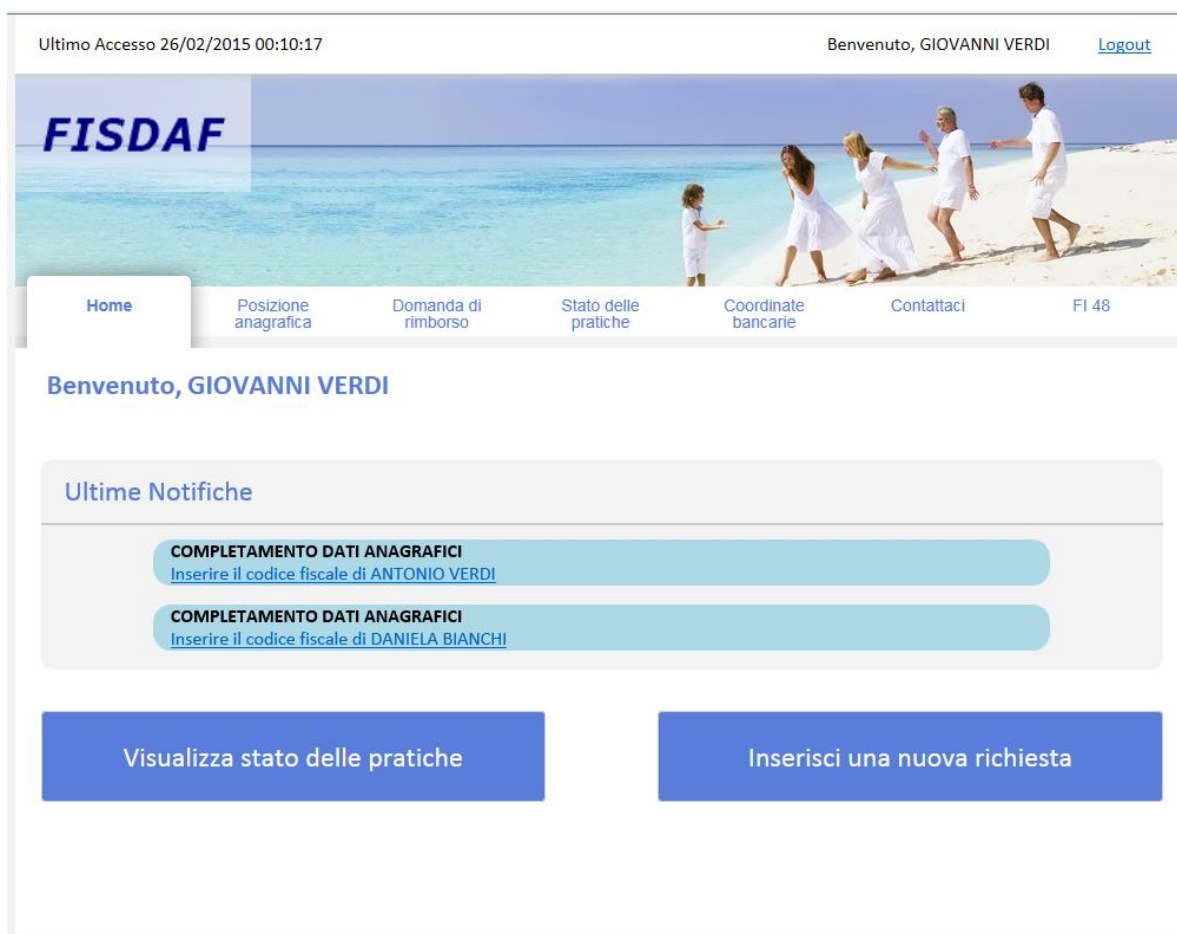 Ultimo Accesso 26/02/2015 00:10:17 Benvenuto, GIOVANNI VERDI Logout
FISDAF
Home Posizione anagrafica Domanda di rimborso Stato delle pratiche Coordinate bancarie Contattaci FI 48
Benvenuto, GIOVANNI VERDI
Ultime Notifiche
COMPLETAMENTO DATI ANAGRAFICI
Inserire il codice fiscale di ANTONIO VERDI
COMPLETAMENTO DATI ANAGRAFICI
Inserire il codice fiscale di DANIELA BIANCHI
Visualizza stato delle pratiche Inserisci una nuova richiesta